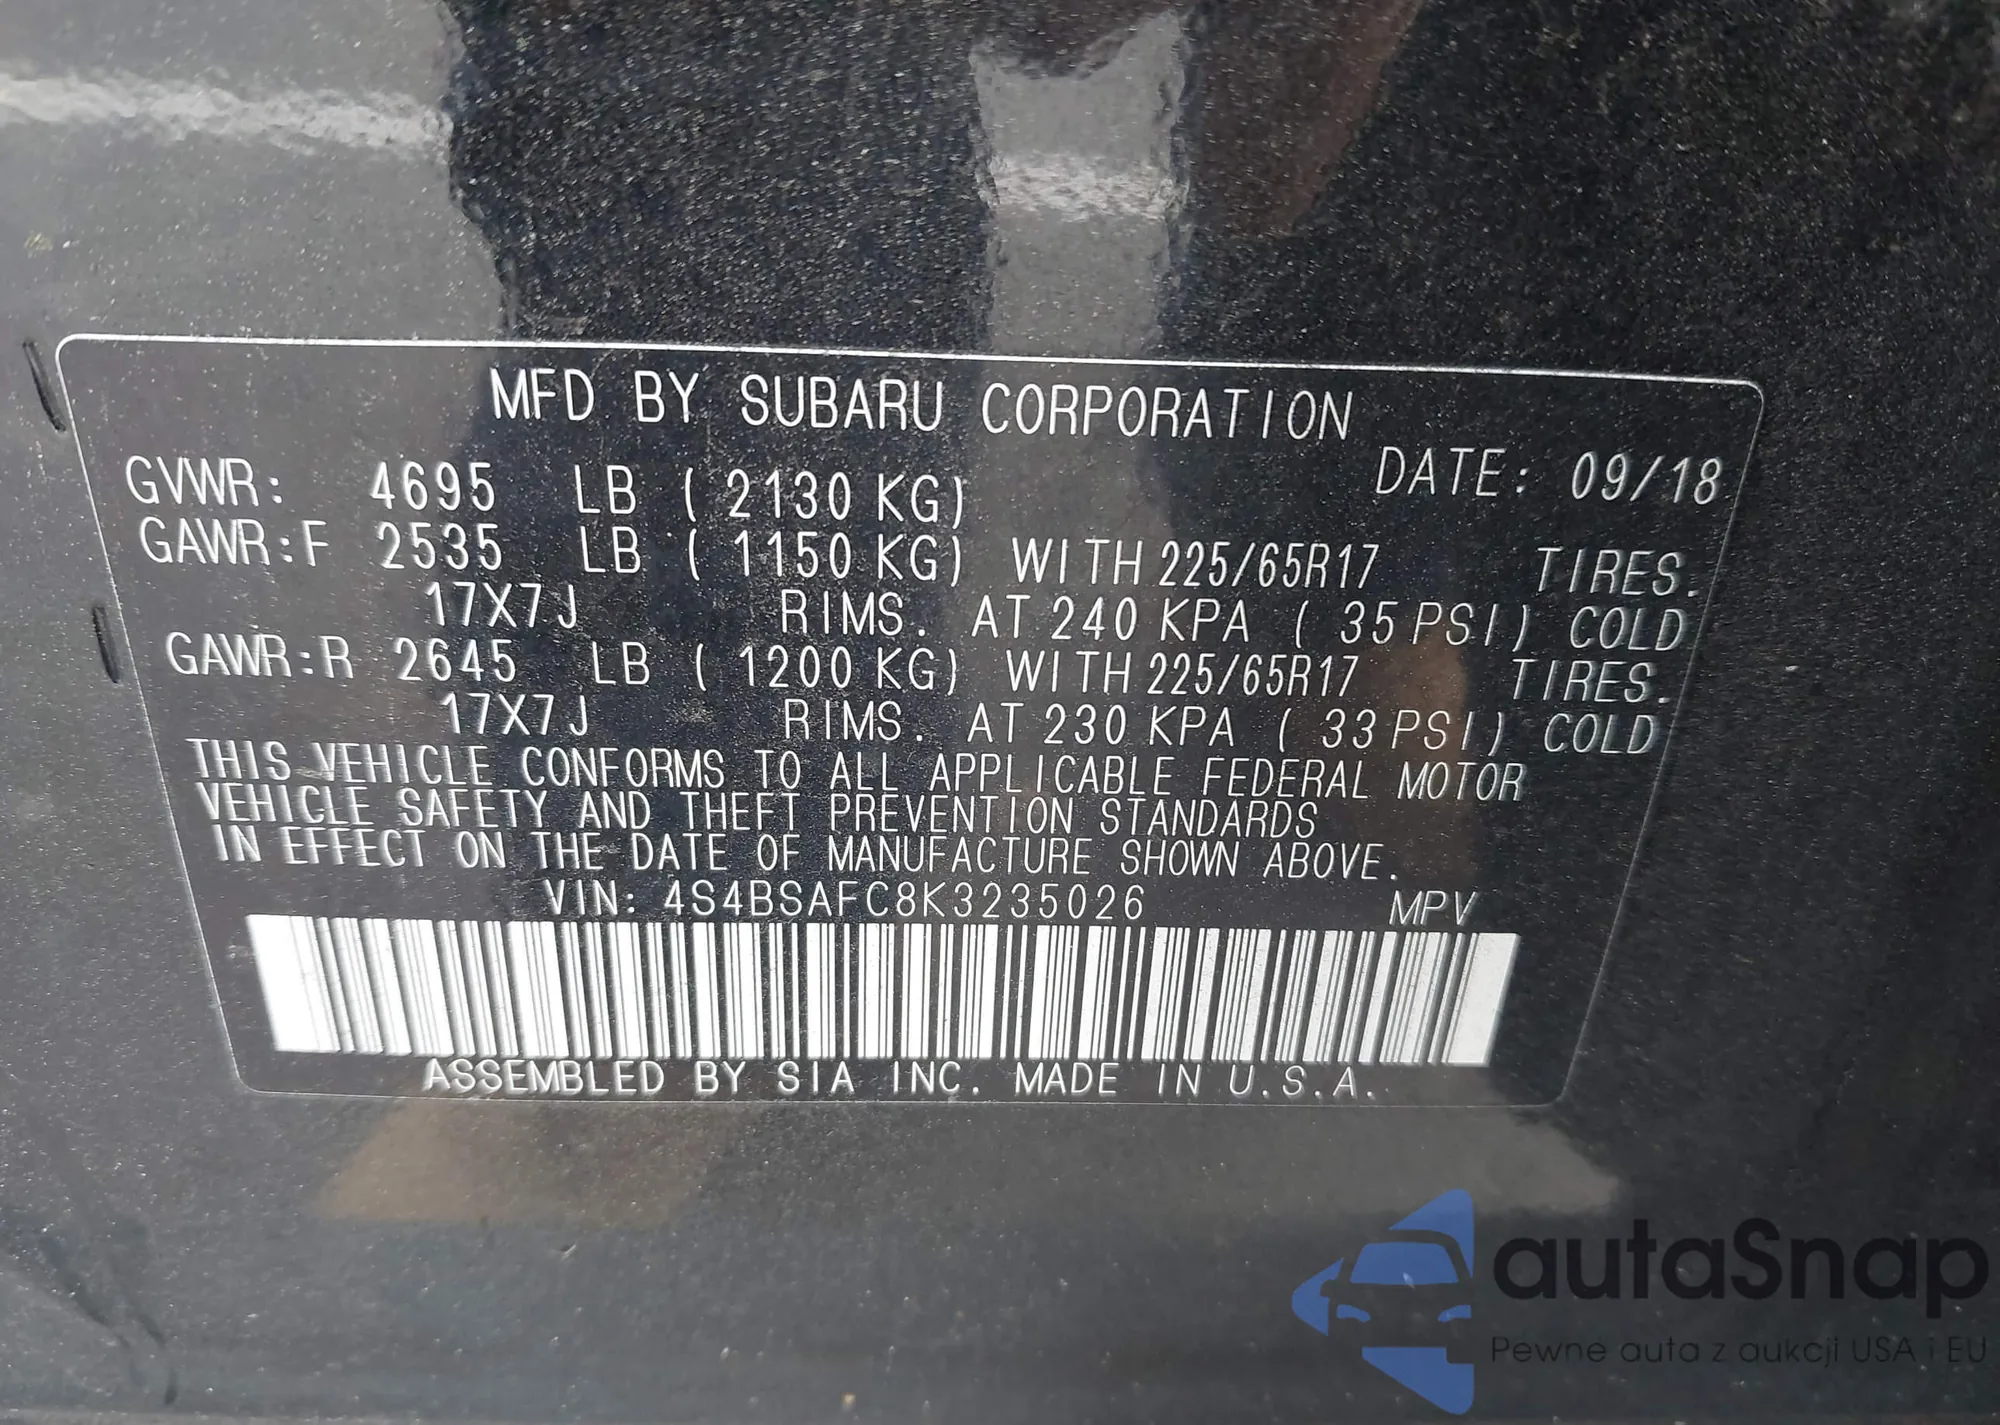 MFD BY SUBARU CORPORATION
DATE: 09/18
GVWR: 4695 LB ( 2130 KG)
GAWR:F 2535 LB ( 1150 KG) WITH 225/65R17 TIRES.
17X7J RIMS. AT 240 KPA ( 35 PSI) COLD
GAWR:R 2645 LB ( 1200 KG) WITH 225/65R17 TIRES.
17X7J RIMS. AT 230 KPA ( 33 PSI) COLD
THIS VEHICLE CONFORMS TO ALL APPLICABLE FEDERAL MOTOR
VEHICLE SAFETY AND THEFT PREVENTION STANDARDS
IN EFFECT ON THE DATE OF MANUFACTURE SHOWN ABOVE.
VIN: 4S4BSAFC8K3235026 MPV
ASSEMBLED BY SIA INC. MADE IN U.S.A.
autaSnap
Pewne auta z aukcji USA i EU